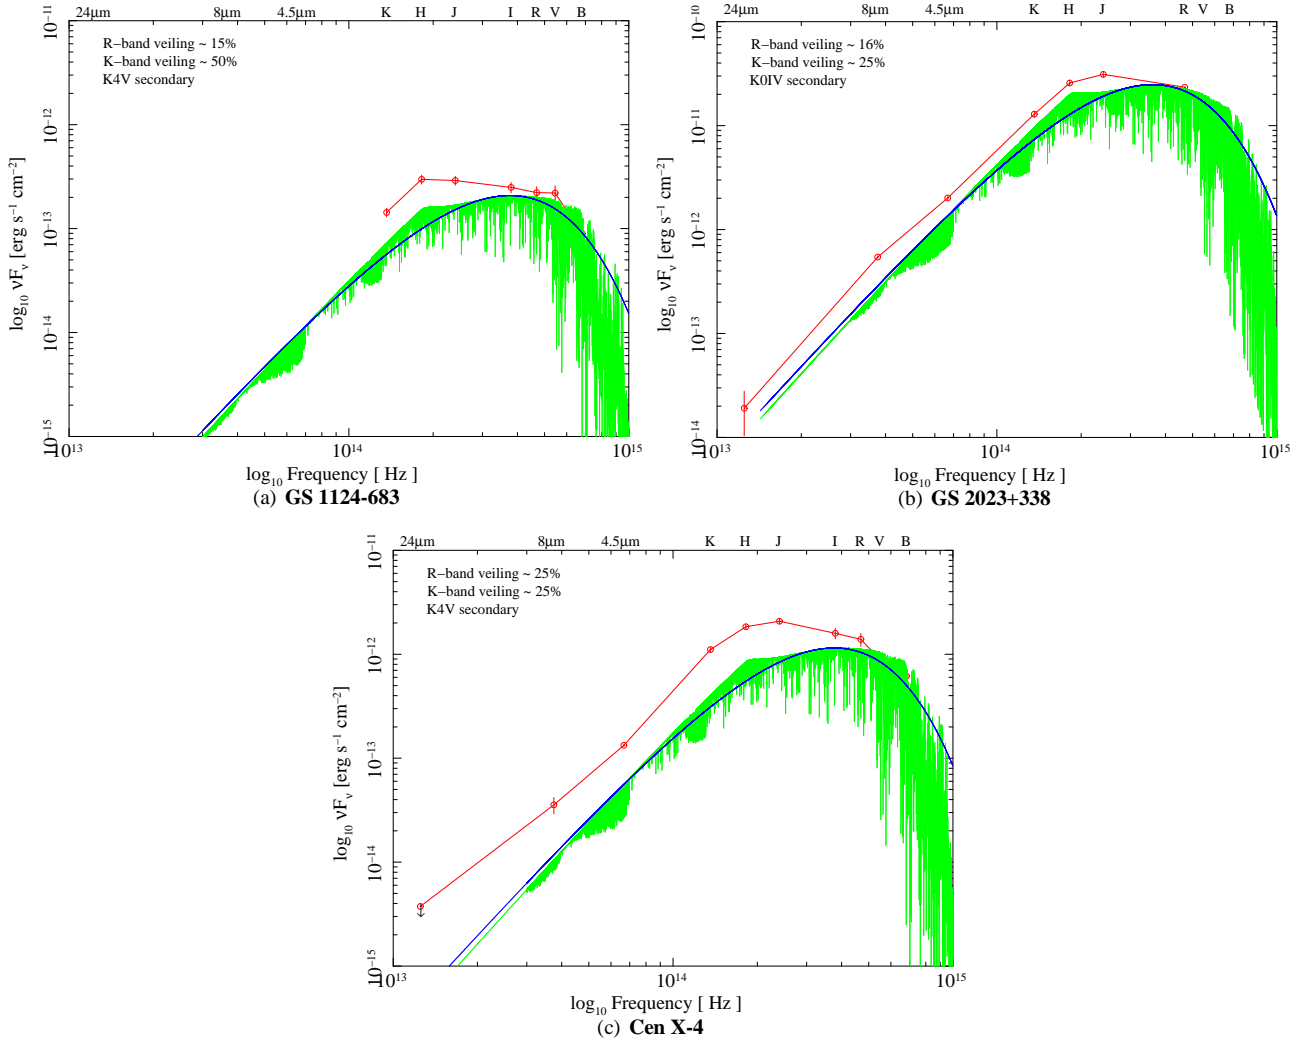 24μm 8μm 4.5μm K H J I R V B
R−band veiling ~ 15%
K−band veiling ~ 50%
K4V secondary
10−11
10−12
10−13
10−14
10−15
log10 νFν [erg s−1 cm−2]
10^13 10^14 10^15
log10 Frequency [ Hz ]
(a) GS 1124-683
24μm 8μm 4.5μm K H J R V B
R−band veiling ~ 16%
K−band veiling ~ 25%
K0IV secondary
10−10
10−11
10−12
10−13
10−14
log10 νFν [erg s−1 cm−2]
10^13 10^14 10^15
log10 Frequency [ Hz ]
(b) GS 2023+338
24μm 8μm 4.5μm K H J I R V B
R−band veiling ~ 25%
K−band veiling ~ 25%
K4V secondary
10−11
10−12
10−13
10−14
10−15
log10 νFν [erg s−1 cm−2]
10^13 10^14 10^15
log10 Frequency [ Hz ]
(c) Cen X-4